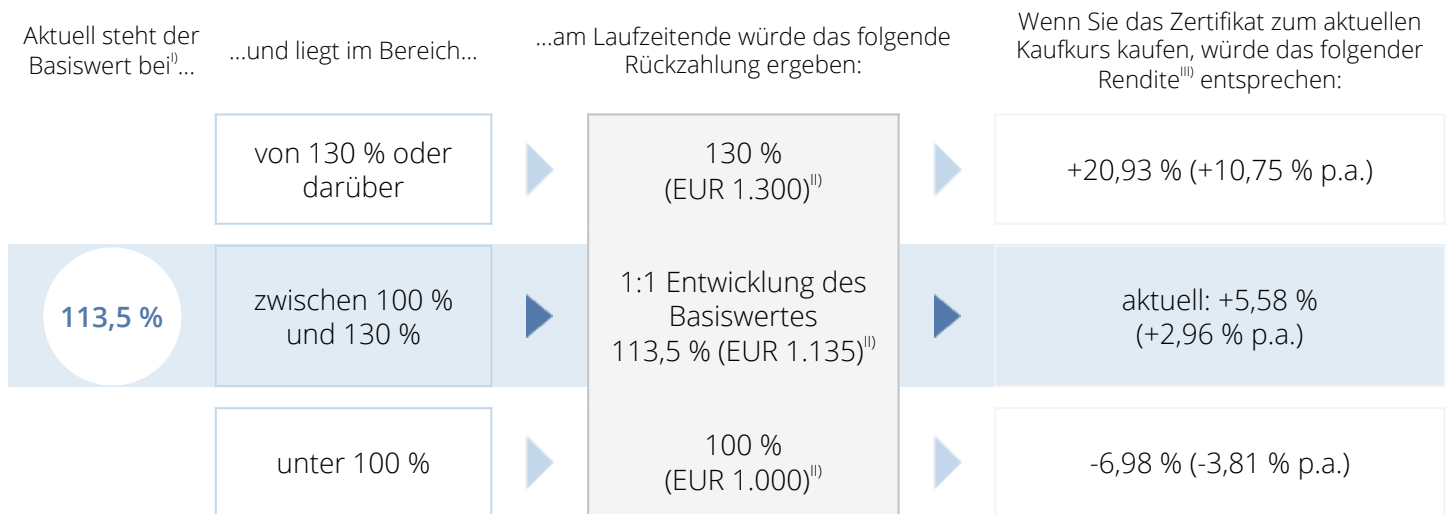 Aktuell steht der
Basiswert bei^I)...
...und liegt im Bereich...
...am Laufzeitende würde das folgende
Rückzahlung ergeben:
Wenn Sie das Zertifikat zum aktuellen
Kaufkurs kaufen, würde das folgender
Rendite^III) entsprechen:
von 130 % oder
darüber
130 %
(EUR 1.300)^II)
+20,93 % (+10,75 % p.a.)
113,5 %
zwischen 100 %
und 130 %
1:1 Entwicklung des
Basiswertes
113,5 % (EUR 1.135)^II)
aktuell: +5,58 %
(+2,96 % p.a.)
unter 100 %
100 %
(EUR 1.000)^II)
-6,98 % (-3,81 % p.a.)